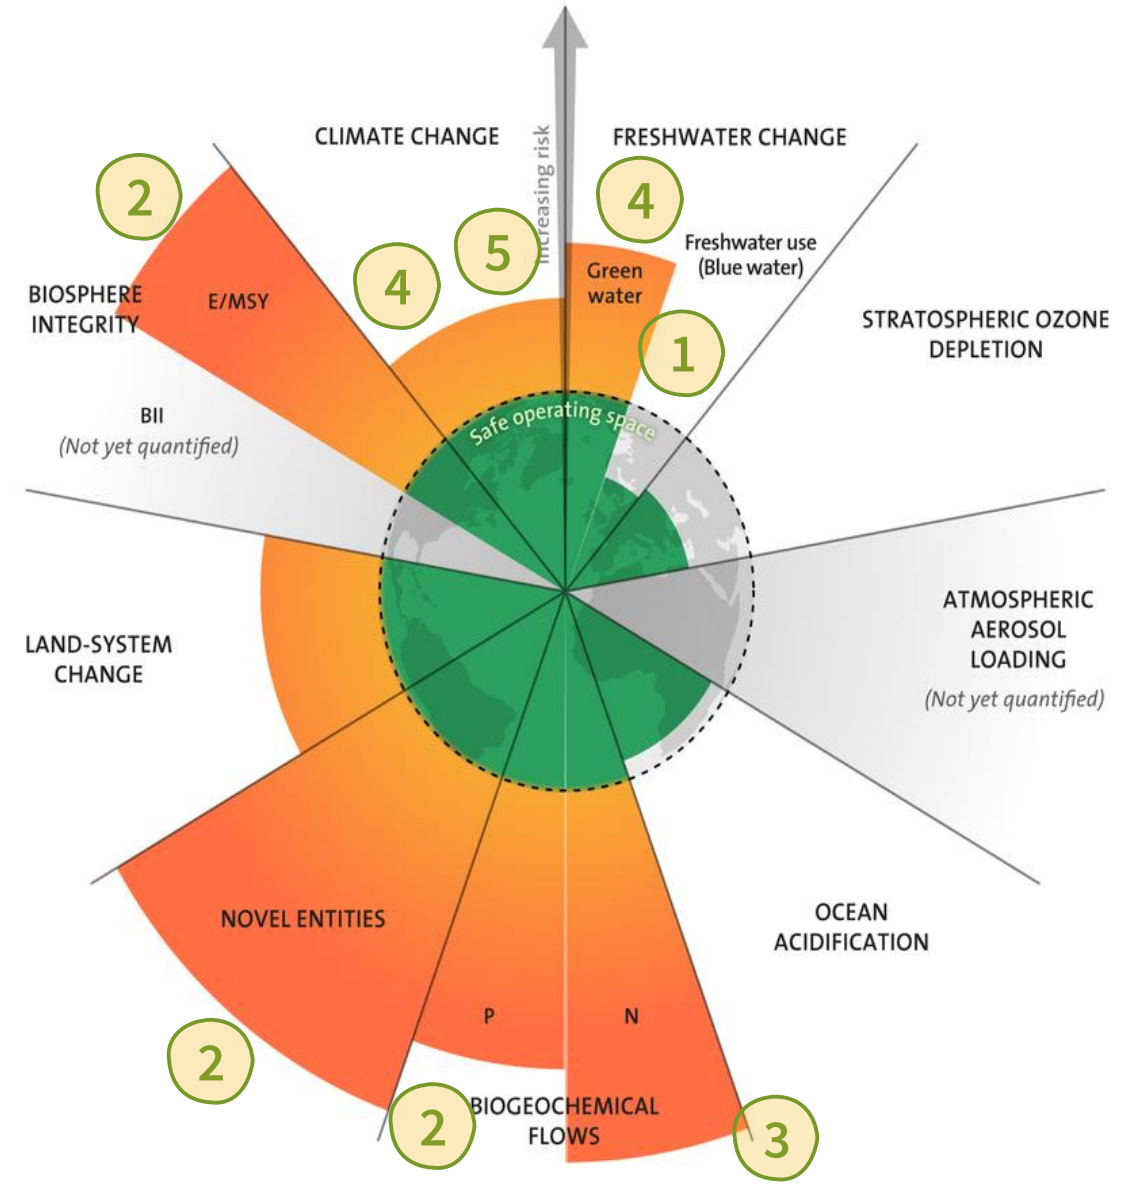 CLIMATE CHANGE
Increasing risk
FRESHWATER CHANGE
2
4
5
4
Freshwater use
(Blue water)
Green
water
1
BIOSPHERE
INTEGRITY
E/MSY
STRATOSPHERIC OZONE
DEPLETION
BII
(Not yet quantified)
Safe operating space
LAND-SYSTEM
CHANGE
ATMOSPHERIC
AEROSOL
LOADING
(Not yet quantified)
NOVEL ENTITIES
OCEAN
ACIDIFICATION
P
N
2
2
BIOGEOCHEMICAL
FLOWS
3